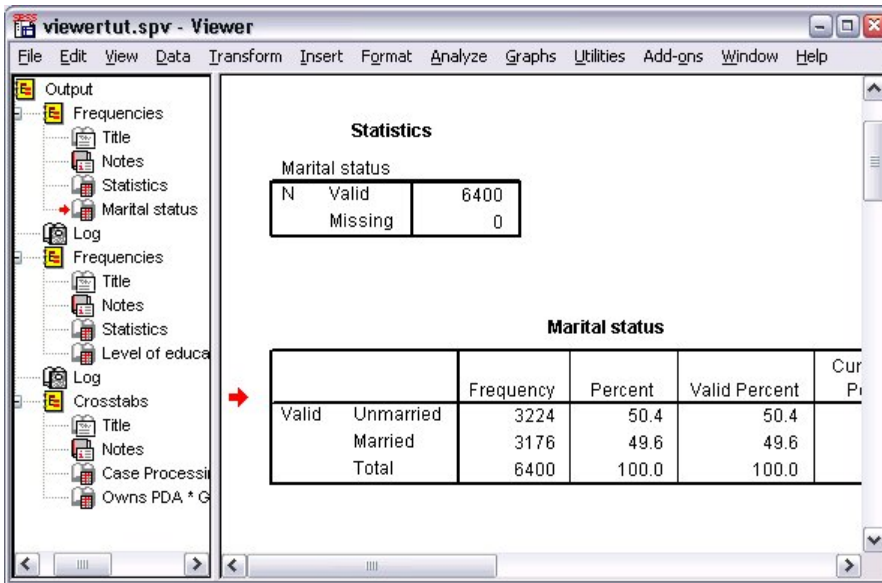 viewertut.spv - Viewer
File Edit View Data Transform Insert Format Analyze Graphs Utilities Add-ons Window Help
Output
Frequencies
Title
Notes
Statistics
Marital status
Log
Frequencies
Title
Notes
Statistics
Level of educa
Log
Crosstabs
Title
Notes
Case Processi
Owns PDA * G
Statistics
Marital status
N Valid 6400
Missing 0
Marital status
Frequency Percent Valid Percent
Valid Unmarried 3224 50.4 50.4
Married 3176 49.6 49.6
Total 6400 100.0 100.0